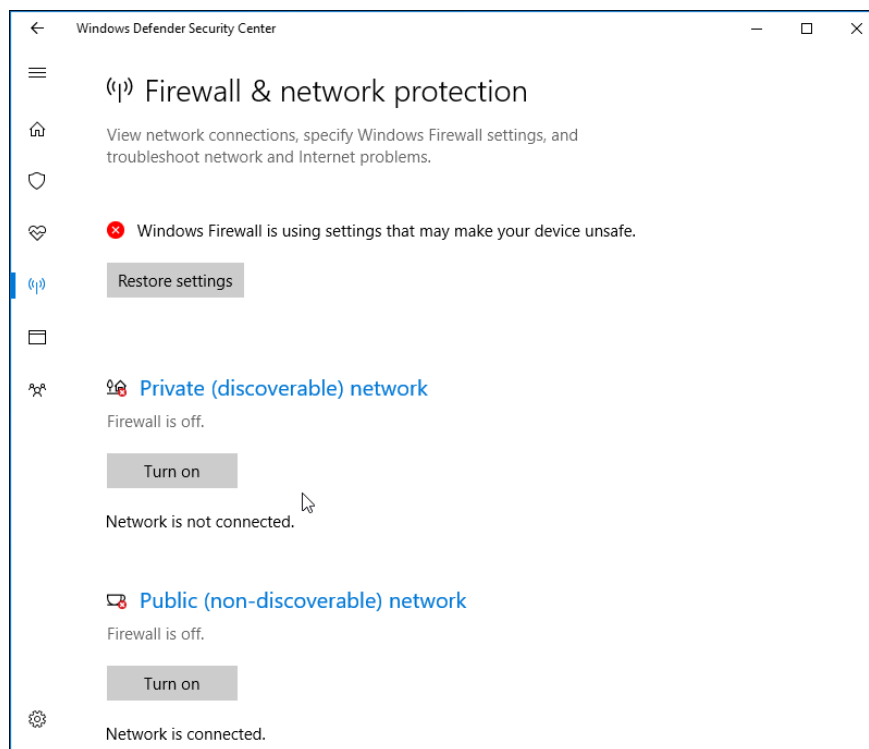 Windows Defender Security Center
Firewall & network protection
View network connections, specify Windows Firewall settings, and
troubleshoot network and Internet problems.
Windows Firewall is using settings that may make your device unsafe.
Restore settings
Private (discoverable) network
Firewall is off.
Turn on
Network is not connected.
Public (non-discoverable) network
Firewall is off.
Turn on
Network is connected.